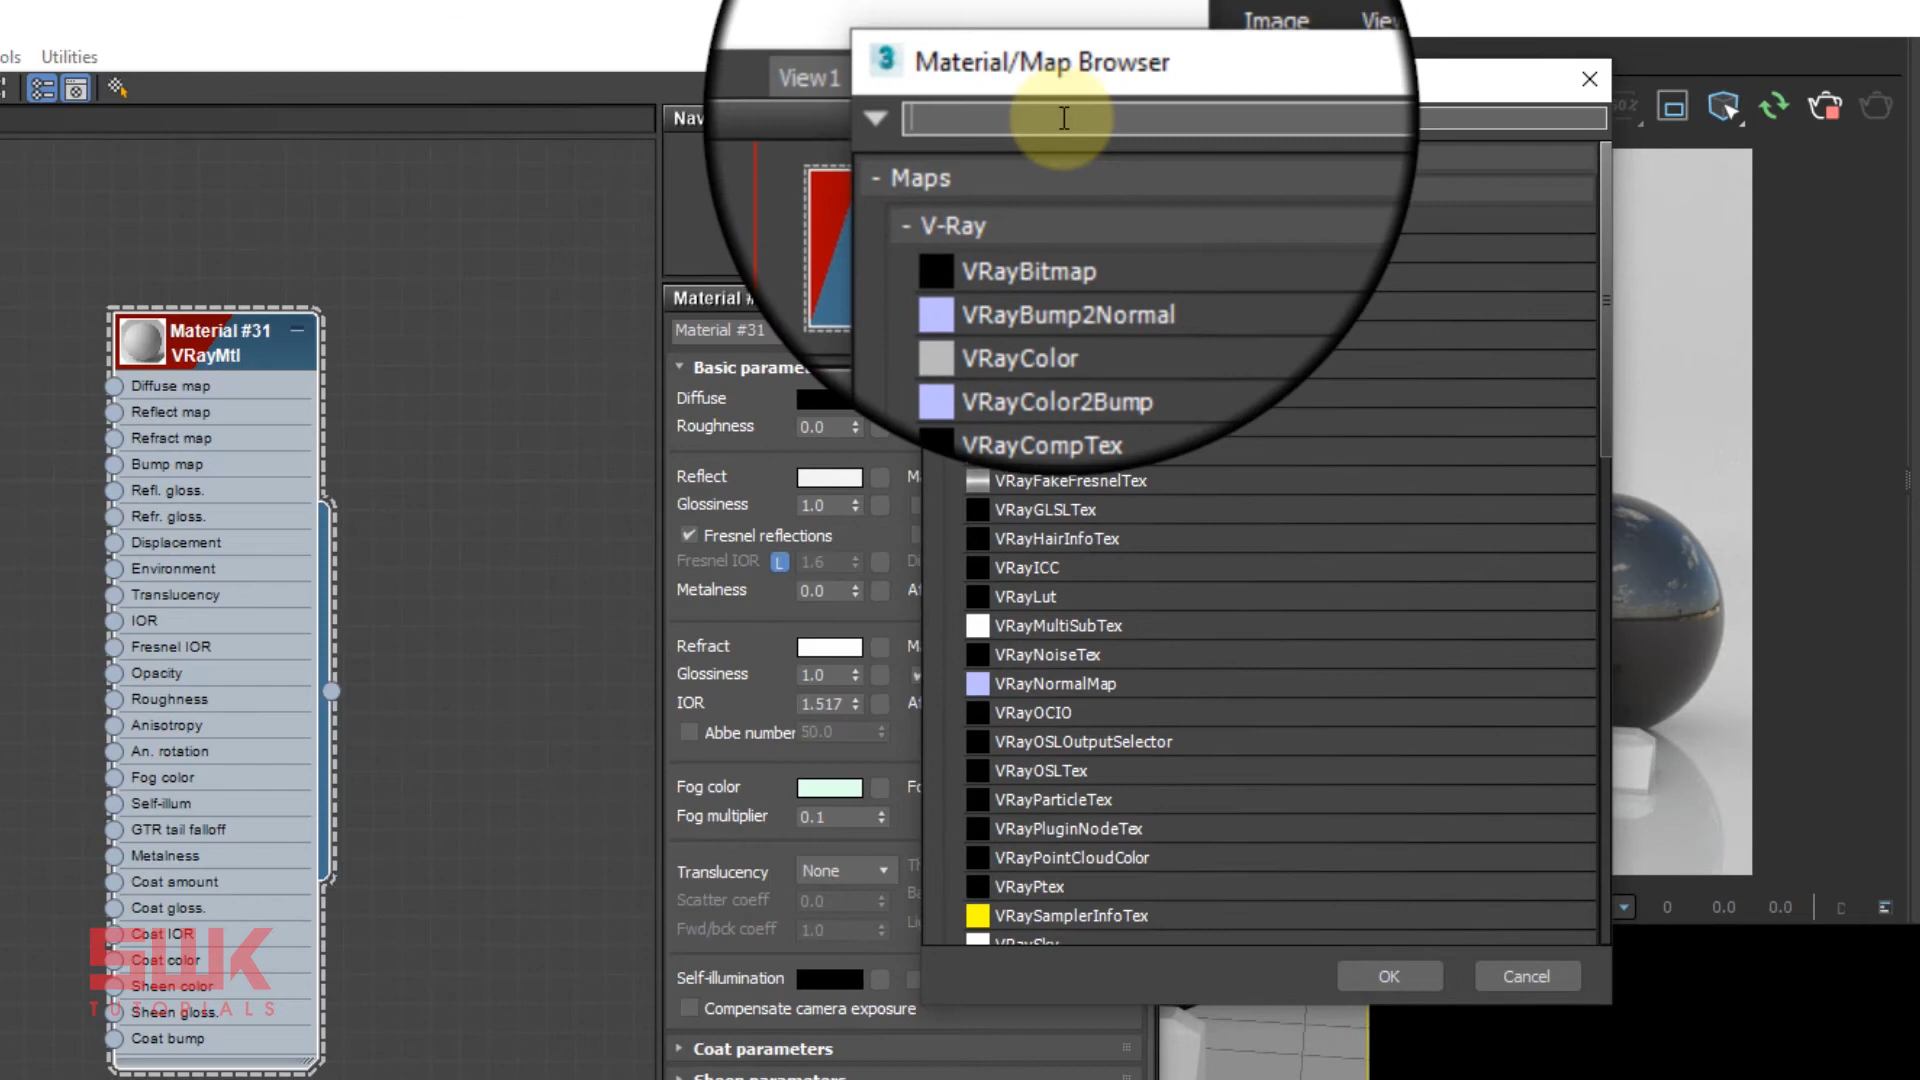 Image
View
ols Utilities
View1
Material/Map Browser
Nav
- Maps
- V-Ray
VRayBitmap
VRayBump2Normal
VRayColor
VRayColor2Bump
VRayCompTex
VRayFakeFresnelTex
VRayGLSLTex
VRayHairInfoTex
VRayICC
VRayLut
VRayMultiSubTex
VRayNoiseTex
VRayNormalMap
VRayOCIO
VRayOSLOutputSelector
VRayOSLTex
VRayParticleTex
VRayPluginNodeTex
VRayPointCloudColor
VRayPtex
VRaySamplerInfoTex
VRaySky
OK Cancel
Material #31
VRayMtl
Diffuse map
Reflect map
Refract map
Bump map
Refl. gloss.
Refr. gloss.
Displacement
Environment
Translucency
IOR
Fresnel IOR
Opacity
Roughness
Anisotropy
An. rotation
Fog color
Self-illum
GTR tail falloff
Metalness
Coat amount
Coat gloss.
Coat IOR
Coat color
Sheen color
Sheen gloss.
Coat bump
SWK
TUTORIALS
Material #
Material #31
Basic parame
Diffuse
Roughness 0.0
Reflect
Glossiness 1.0
Fresnel reflections
Fresnel IOR L 1.6
Metalness 0.0
Refract
Glossiness 1.0
IOR 1.517
Abbe number 50.0
Fog color
Fog multiplier 0.1
Translucency None
Scatter coeff 0.0
Fwd/bck coeff 1.0
Self-illumination
Compensate camera exposure
Coat parameters
Sheen parameters
0 0.0 0.0